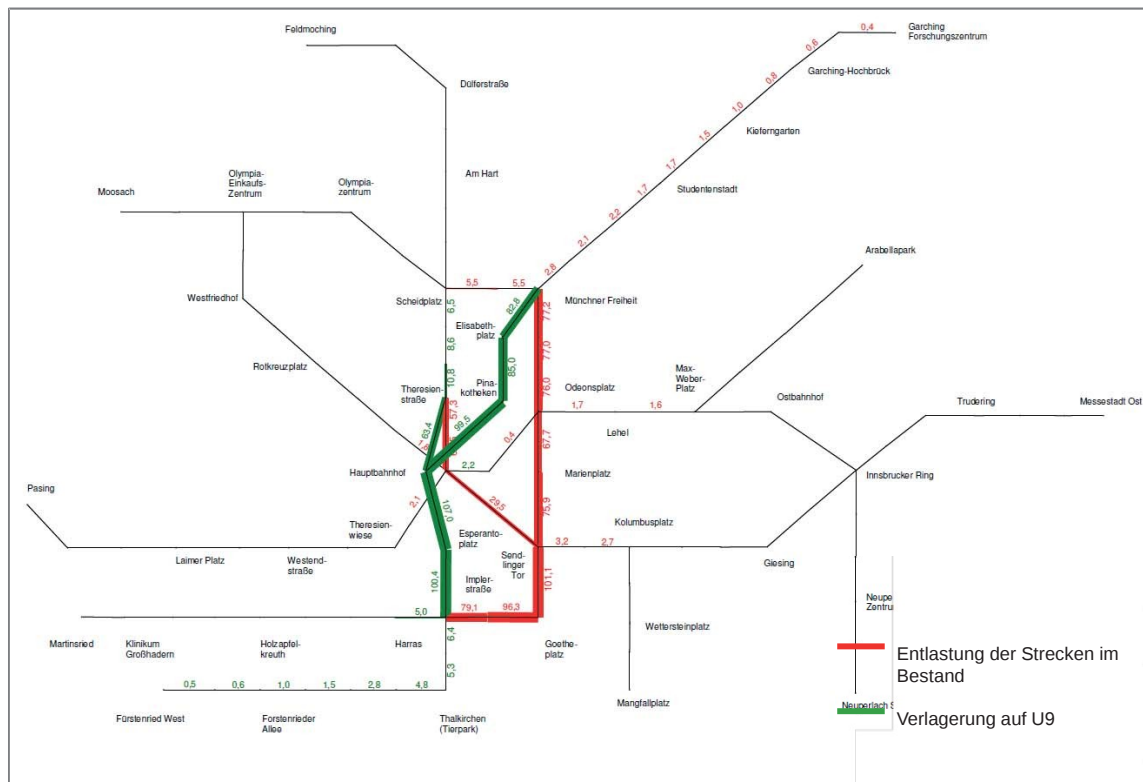 Feldmoching
0,4
Garching
Forschungszentrum
0,6
Garching-Hochbrück
0,8
Dülferstraße
1,0
Kieferngarten
1,5
Am Hart
1,7
Studentenstadt
1,7
Olympia-
Einkaufs-
Zentrum
Olympia-
zentrum
Moosach
2,2
2,1
Arabellapark
2,8
5,5
5,5
Westfriedhof
Scheidplatz
6,5
82,8
77,2
Münchner Freiheit
Elisabeth-
platz
8,6
77,0
Rotkreuzplatz
85,0
Max-
Weber-
Platz
10,8
Theresien-
straße
Pina-
kotheken
76,0
Odeonsplatz
Ostbahnhof
Trudering
Messestadt Ost
57,3
1,7
1,6
63,4
99,5
1,8
0,4
67,7
Lehel
Hauptbahnhof
2,2
Marienplatz
Innsbrucker Ring
Pasing
2,1
29,5
75,9
Theresien-
wiese
107,0
Esperanto-
platz
Kolumbusplatz
3,2
2,7
Laimer Platz
Westend-
straße
Send-
linger
Tor
Giesing
100,4
Impler-
straße
101,1
Neupe
Zentru
5,0
79,1
96,3
Martinsried
Klinikum
Großhadern
Holzapfel-
kreuth
Harras
6,4
Goethe-
platz
Wettersteinplatz
Entlastung der Strecken im
Bestand
5,3
0,5
0,6
1,0
1,5
2,8
4,8
Mangfallplatz
Neuperlach S
Verlagerung auf U9
Fürstenried West
Forstenrieder
Allee
Thalkirchen
(Tierpark)